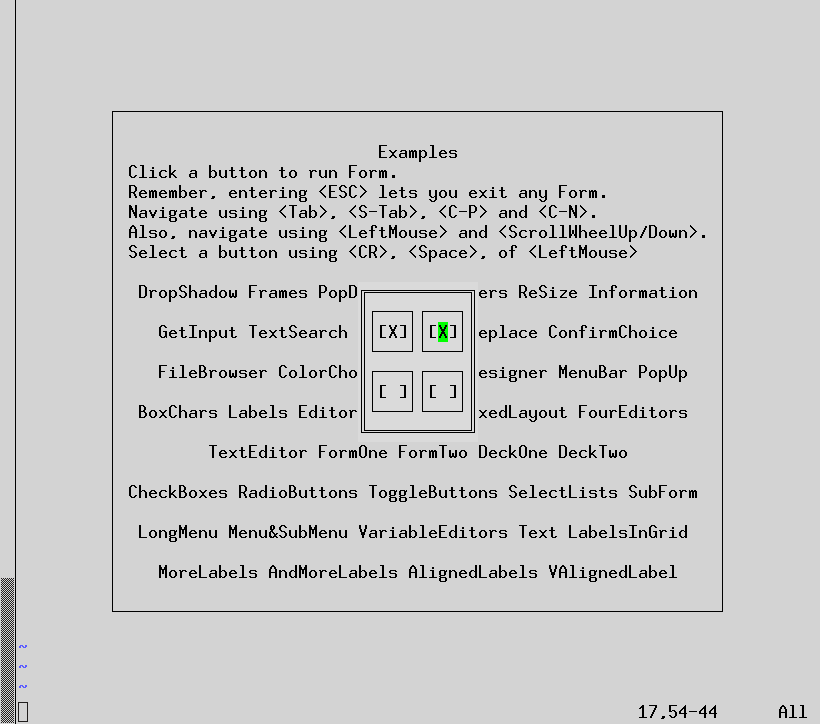 Examples
Click a button to run Form.
Remember, entering <ESC> lets you exit any Form.
Navigate using <Tab>, <S-Tab>, <C-P> and <C-N>.
Also, navigate using <LeftMouse> and <ScrollWheelUp/Down>.
Select a button using <CR>, <Space>, of <LeftMouse>
DropShadow Frames PopD ers ReSize Information
GetInput TextSearch [X] [X] eplace ConfirmChoice
FileBrowser ColorCho esigner MenuBar PopUp
[ ] [ ]
BoxChars Labels Editor xedLayout FourEditors
TextEditor FormOne FormTwo DeckOne DeckTwo
CheckBoxes RadioButtons ToggleButtons SelectLists SubForm
LongMenu Menu&SubMenu VariableEditors Text LabelsInGrid
MoreLabels AndMoreLabels AlignedLabels VAlignedLabel
~
~
~
17,54-44 All